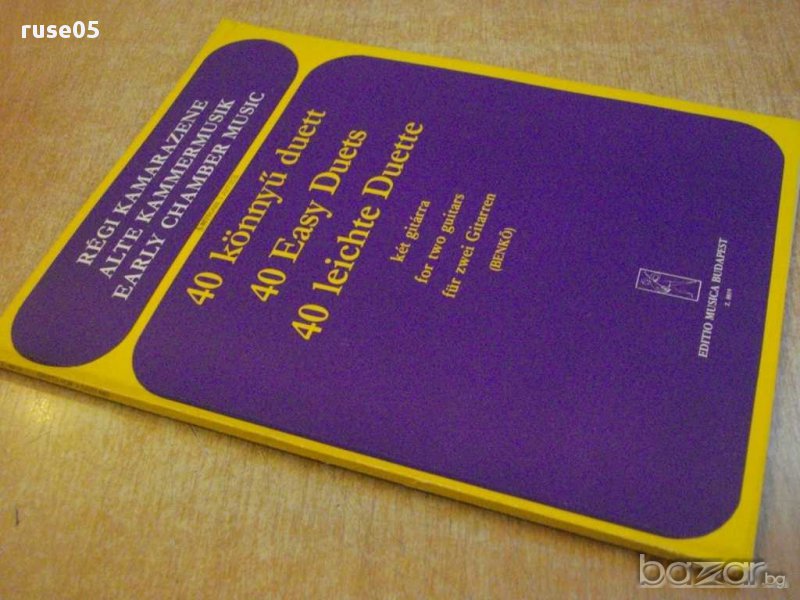 ruse05
RÉGI KAMARAZENE
ALTE KAMMERMUSIK
EARLY CHAMBER MUSIC
40 könnyű duett
40 Easy Duets
40 leichte Duette
két gitárra
for two guitars
für zwei Gitarren
(BENKŐ)
EDITIO MUSICA BUDAPEST
bazar.bg